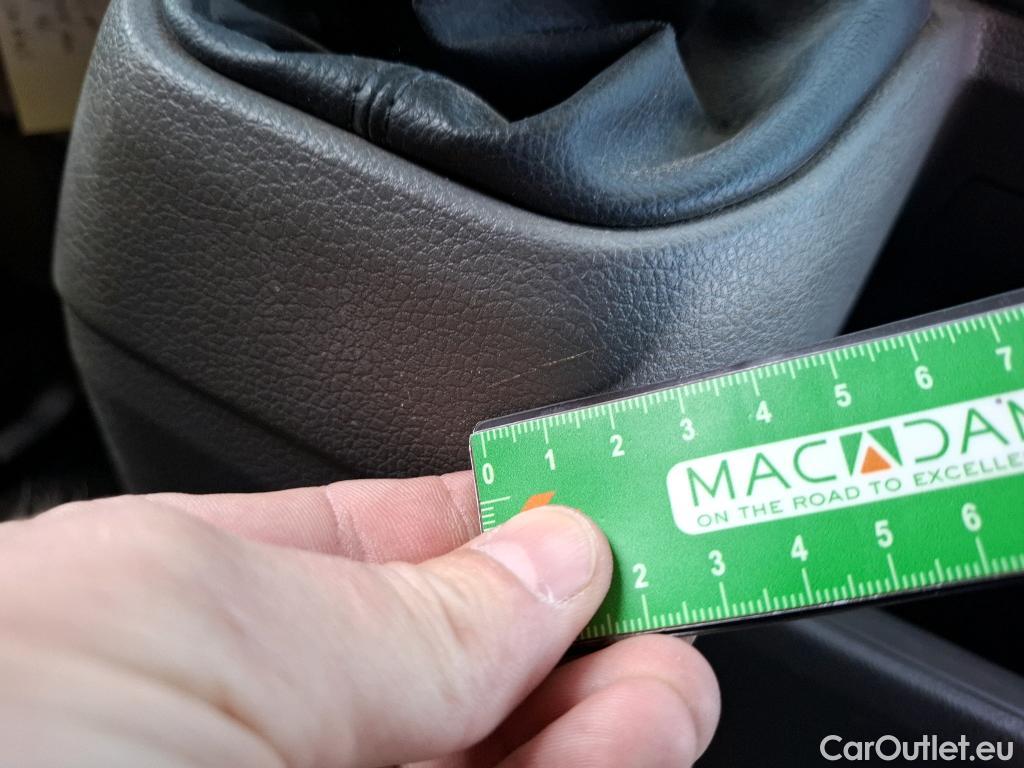 0 1 2 3 4 5 6 7
MACADAM
ON THE ROAD TO EXCELLE
2 3 4 5 6
CarOutlet.eu